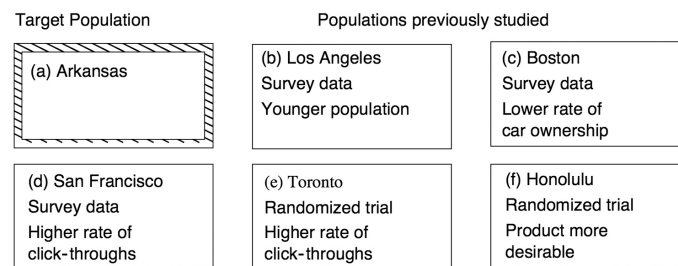 Target Population
Populations previously studied
(a) Arkansas
(b) Los Angeles
Survey data
Younger population
(c) Boston
Survey data
Lower rate of
car ownership
(d) San Francisco
Survey data
Higher rate of
click-throughs
(e) Toronto
Randomized trial
Higher rate of
click-throughs
(f) Honolulu
Randomized trial
Product more
desirable